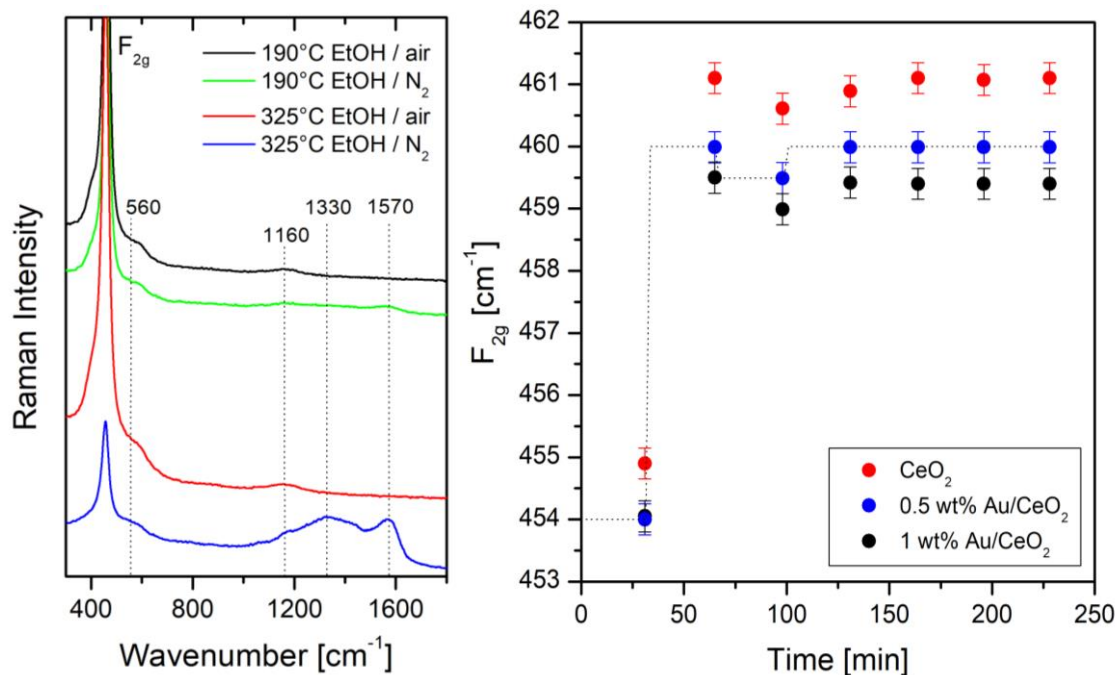 F2g
190°C EtOH / air
190°C EtOH / N2
325°C EtOH / air
325°C EtOH / N2
560
1160
1330
1570
Raman Intensity
400
800
1200
1600
Wavenumber [cm-1]
462
461
460
459
458
457
456
455
454
453
F2g [cm-1]
CeO2
0.5 wt% Au/CeO2
1 wt% Au/CeO2
0
50
100
150
200
250
Time [min]